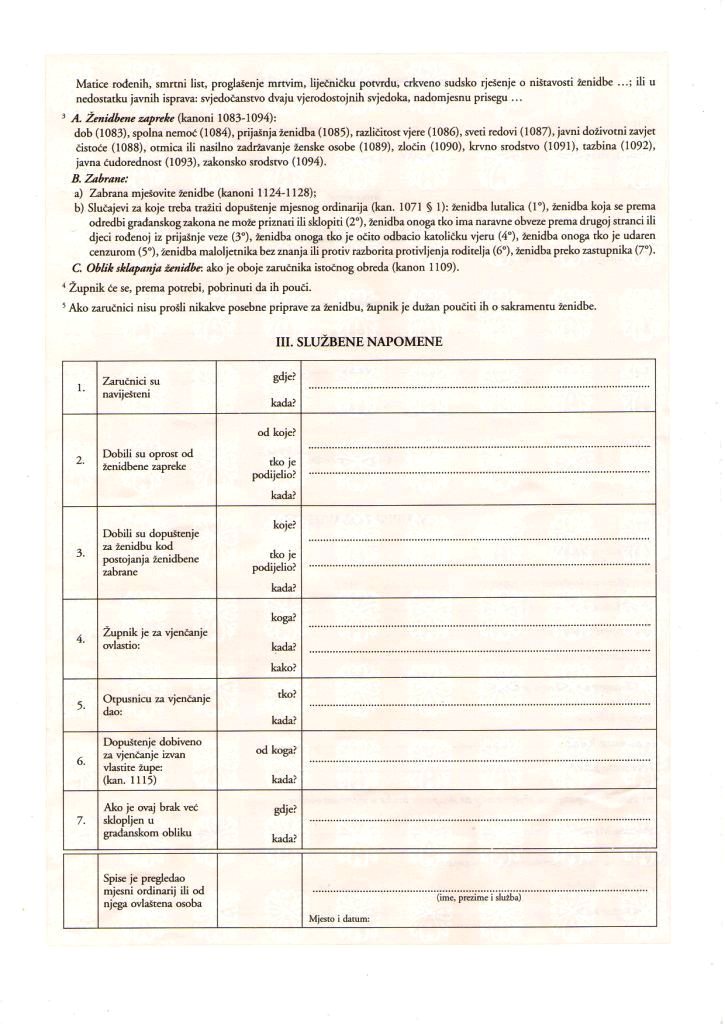 Matice rođenih, smrtni list, proglašenje mrtvim, liječničku potvrdu, crkveno sudsko rješenje o ništavosti ženidbe ...; ili u
nedostatku javnih isprava: svjedočanstvo dvaju vjerodostojnih svjedoka, nadomjesnu prisegu ...
³ A. Ženidbene zapreke (kanoni 1083-1094):
dob (1083), spolna nemoć (1084), prijašnja ženidba (1085), različitost vjere (1086), sveti redovi (1087), javni doživotni zavjet
čistoće (1088), otmica ili nasilno zadržavanje ženske osobe (1089), zločin (1090), krvno srodstvo (1091), tazbina (1092),
javna ćudorednost (1093), zakonsko srodstvo (1094).
B. Zabrane:
a) Zabrana mješovite ženidbe (kanoni 1124-1128);
b) Slučajevi za koje treba tražiti dopuštenje mjesnog ordinarija (kan. 1071 § 1): ženidba lutalica (1°), ženidba koja se prema
odredbi građanskog zakona ne može priznati ili sklopiti (2°), ženidba onoga tko ima naravne obveze prema drugoj stranci ili
djeci rođenoj iz prijašnje veze (3°), ženidba onoga tko je očito odbacio katoličku vjeru (4°), ženidba onoga tko je udaren
cenzurom (5°), ženidba maloljetnika bez znanja ili protiv razborita protivljenja roditelja (6°), ženidba preko zastupnika (7°).
C. Oblik sklapanja ženidbe: ako je oboje zaručnika istočnog obreda (kanon 1109).
⁴ Župnik će se, prema potrebi, pobrinuti da ih pouči.
⁵ Ako zaručnici nisu prošli nikakve posebne priprave za ženidbu, župnik je dužan poučiti ih o sakramentu ženidbe.
III. SLUŽBENE NAPOMENE
1.
Zaručnici su
naviješteni
gdje?
kada?
2.
Dobili su oprost od
ženidbene zapreke
od koje?
tko je
podijelio?
kada?
3.
Dobili su dopuštenje
za ženidbu kod
postojanja ženidbene
zabrane
koje?
tko je
podijelio?
kada?
4.
Župnik je za vjenčanje
ovlastio:
koga?
kada?
kako?
5.
Otpusnicu za vjenčanje
dao:
tko?
kada?
6.
Dopuštenje dobiveno
za vjenčanje izvan
vlastite župe:
(kan. 1115)
od koga?
kada?
7.
Ako je ovaj brak već
sklopljen u
građanskom obliku
gdje?
kada?
Spise je pregledao
mjesni ordinarij ili od
njega ovlaštena osoba
(ime, prezime i služba)
Mjesto i datum: